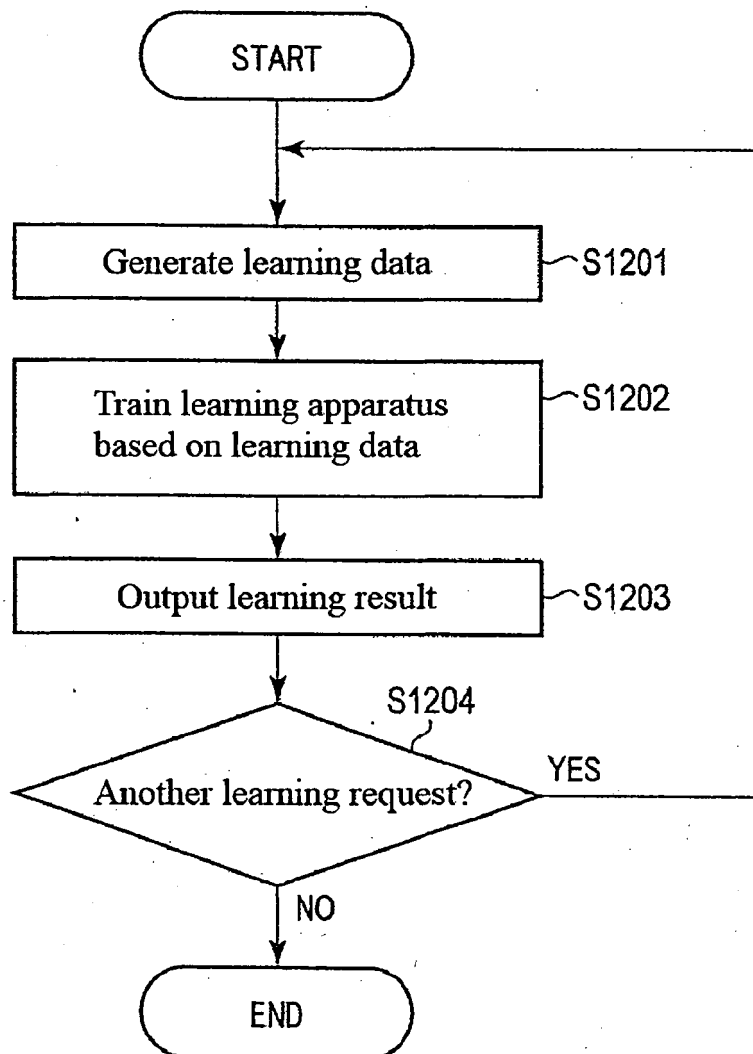 START
Generate learning data
S1201
Train learning apparatus
based on learning data
S1202
Output learning result
S1203
S1204
Another learning request?
YES
NO
END